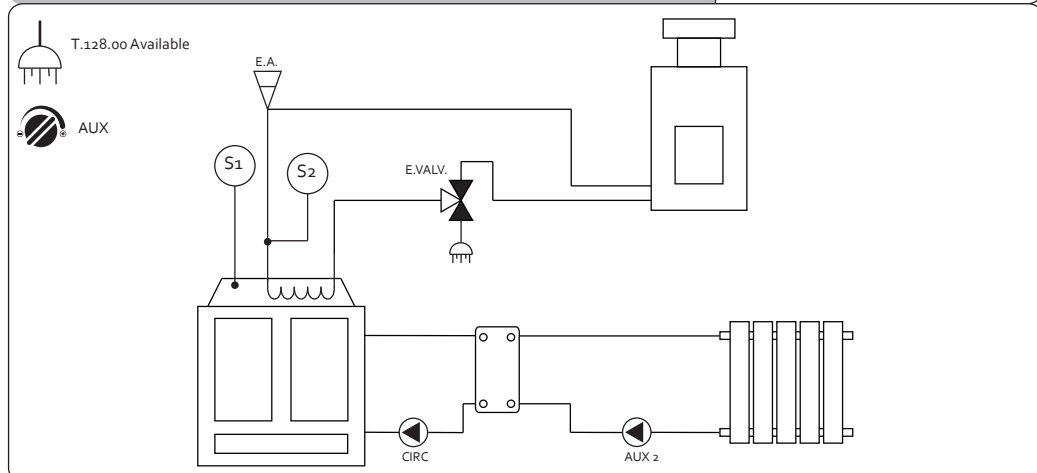 T.128.00 Available
AUX
E.A.
S1
S2
E.VALV.
CIRC
AUX 2